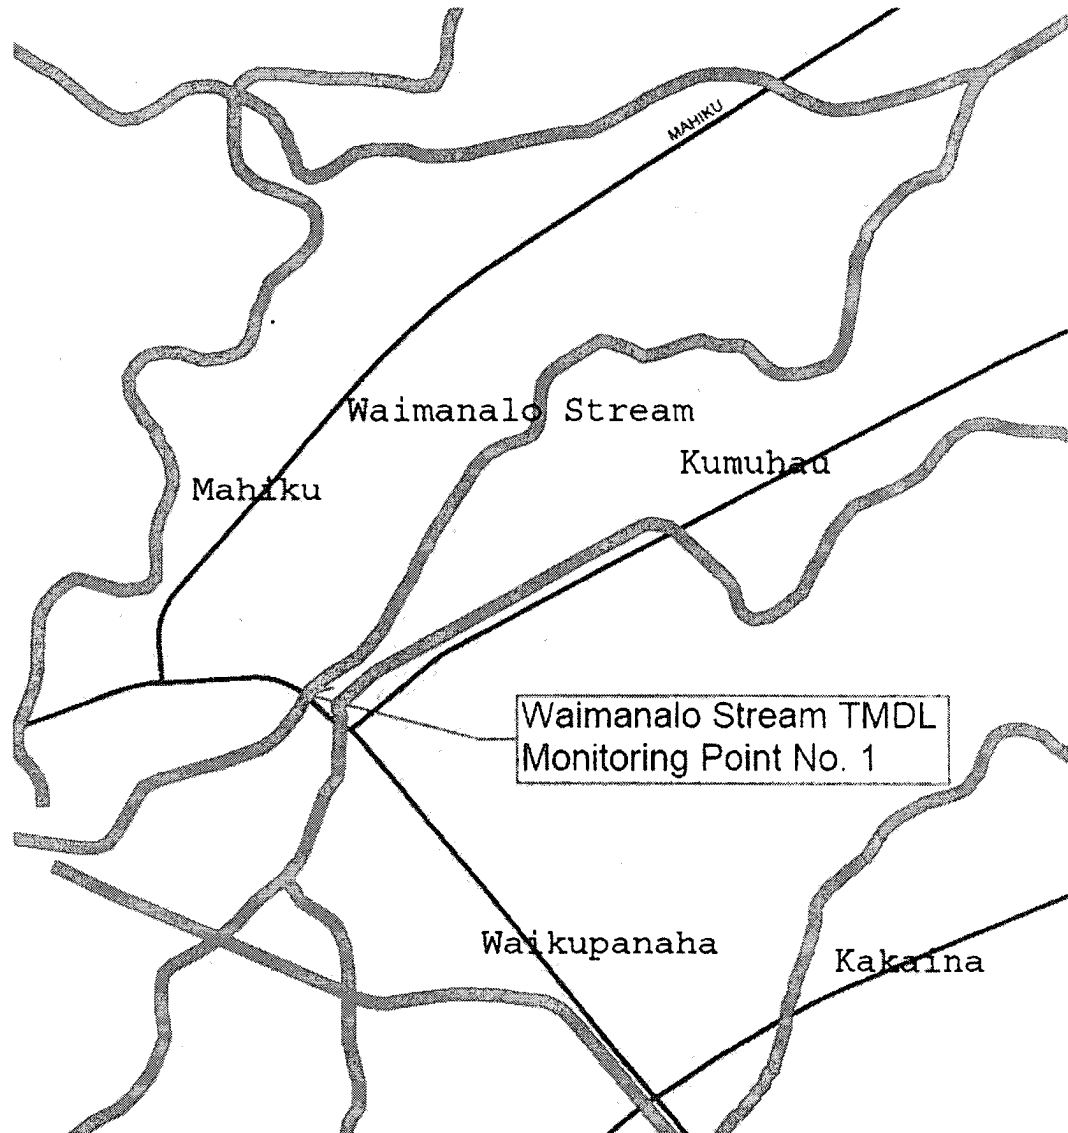 MAHIKU
Waimanalo Stream
Kumuhau
Mahiku
Waimanalo Stream TMDL
Monitoring Point No. 1
Waikupanaha
Kakaina